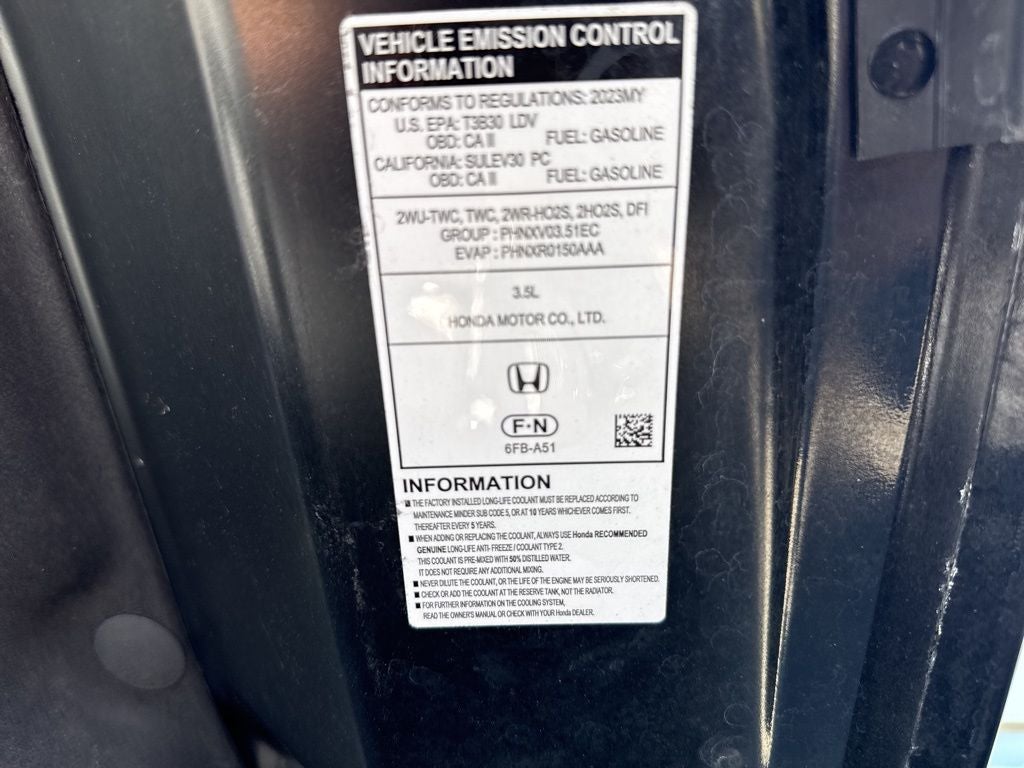 VEHICLE EMISSION CONTROL
INFORMATION
CONFORMS TO REGULATIONS: 2023MY
U.S. EPA: T3B30 LDV
OBD: CA II FUEL: GASOLINE
CALIFORNIA: SULEV30 PC
OBD: CA II FUEL: GASOLINE
2WU-TWC, TWC, 2WR-HO2S, 2HO2S, DFI
GROUP : PHNXV03.51EC
EVAP : PHNXR0150AAA
3.5L
HONDA MOTOR CO., LTD.
F·N
6FB-A51
INFORMATION
■ THE FACTORY INSTALLED LONG-LIFE COOLANT MUST BE REPLACED ACCORDING TO
MAINTENANCE MINDER SUB CODE 5, OR AT 10 YEARS WHICHEVER COMES FIRST.
THEREAFTER EVERY 5 YEARS.
■ WHEN ADDING OR REPLACING THE COOLANT, ALWAYS USE Honda RECOMMENDED
GENUINE LONG-LIFE ANTI-FREEZE / COOLANT TYPE 2.
THIS COOLANT IS PRE-MIXED WITH 50% DISTILLED WATER.
IT DOES NOT REQUIRE ANY ADDITIONAL MIXING.
■ NEVER DILUTE THE COOLANT, OR THE LIFE OF THE ENGINE MAY BE SERIOUSLY SHORTENED.
■ CHECK OR ADD THE COOLANT AT THE RESERVE TANK, NOT THE RADIATOR.
■ FOR FURTHER INFORMATION ON THE COOLING SYSTEM,
READ THE OWNER'S MANUAL OR CHECK WITH YOUR Honda DEALER.